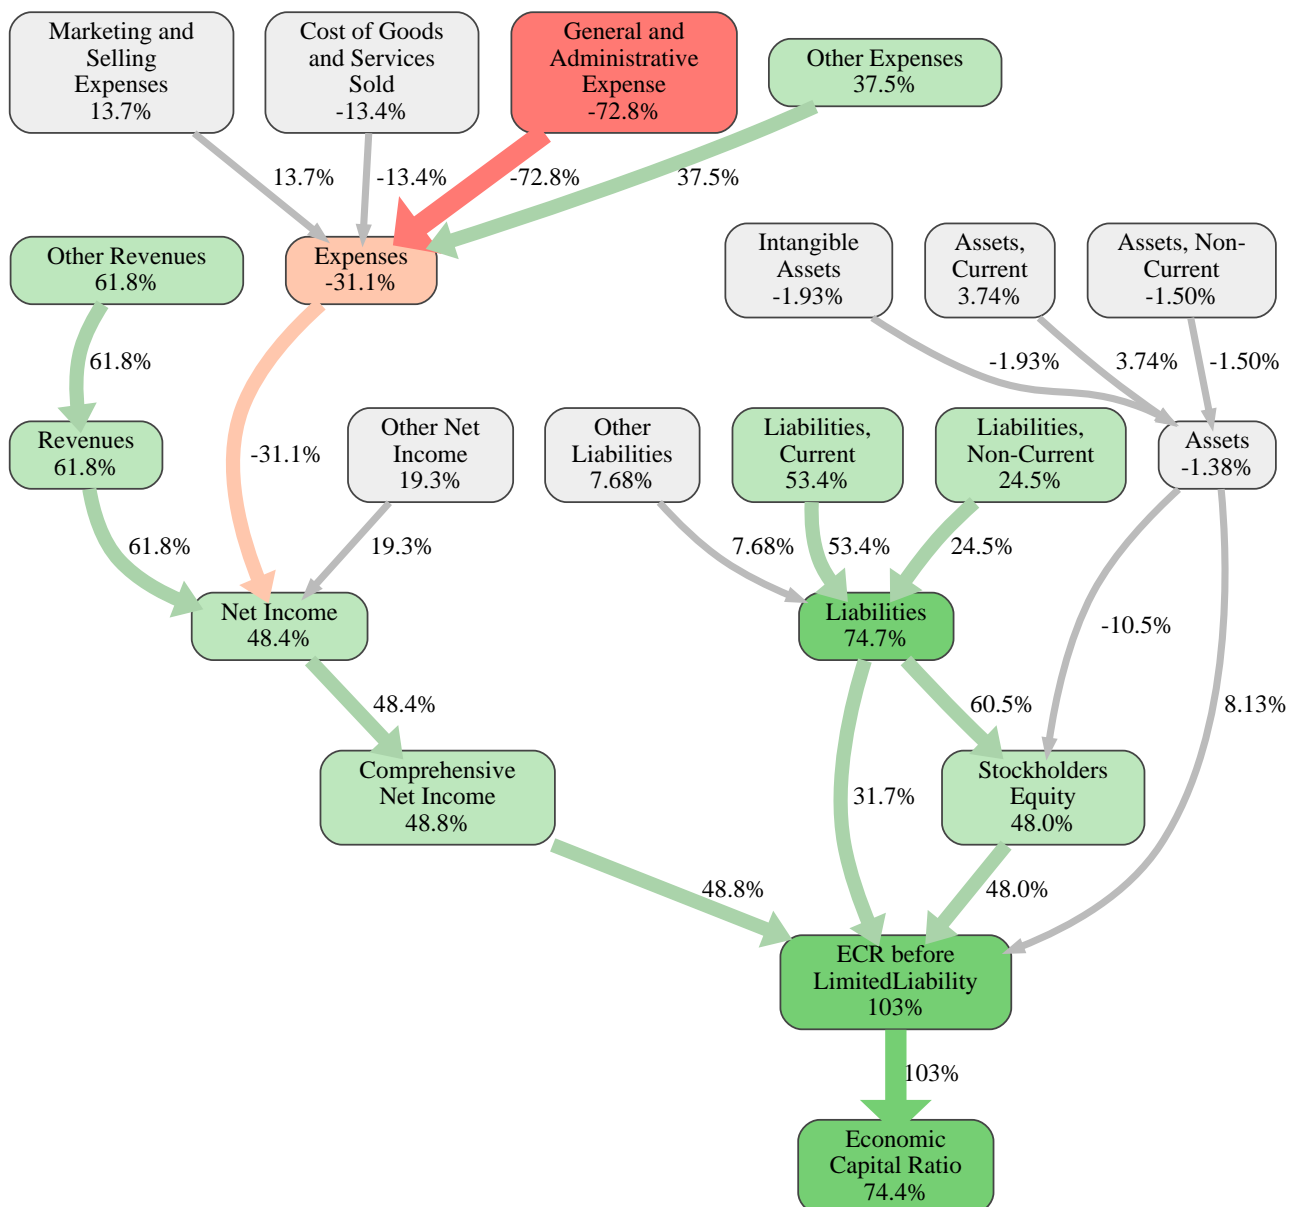 Marketing and
Selling
Expenses
13.7%
Cost of Goods
and Services
Sold
-13.4%
General and
Administrative
Expense
-72.8%
Other Expenses
37.5%
13.7%
-13.4%
-72.8%
37.5%
Other Revenues
61.8%
Expenses
-31.1%
Intangible
Assets
-1.93%
Assets,
Current
3.74%
Assets, Non-
Current
-1.50%
61.8%
-1.93%
3.74%
-1.50%
Revenues
61.8%
-31.1%
Other Net
Income
19.3%
Other
Liabilities
7.68%
Liabilities,
Current
53.4%
Liabilities,
Non-Current
24.5%
Assets
-1.38%
61.8%
19.3%
7.68%
53.4%
24.5%
Net Income
48.4%
Liabilities
74.7%
-10.5%
8.13%
48.4%
60.5%
Comprehensive
Net Income
48.8%
31.7%
Stockholders
Equity
48.0%
48.8%
48.0%
ECR before
LimitedLiability
103%
103%
Economic
Capital Ratio
74.4%